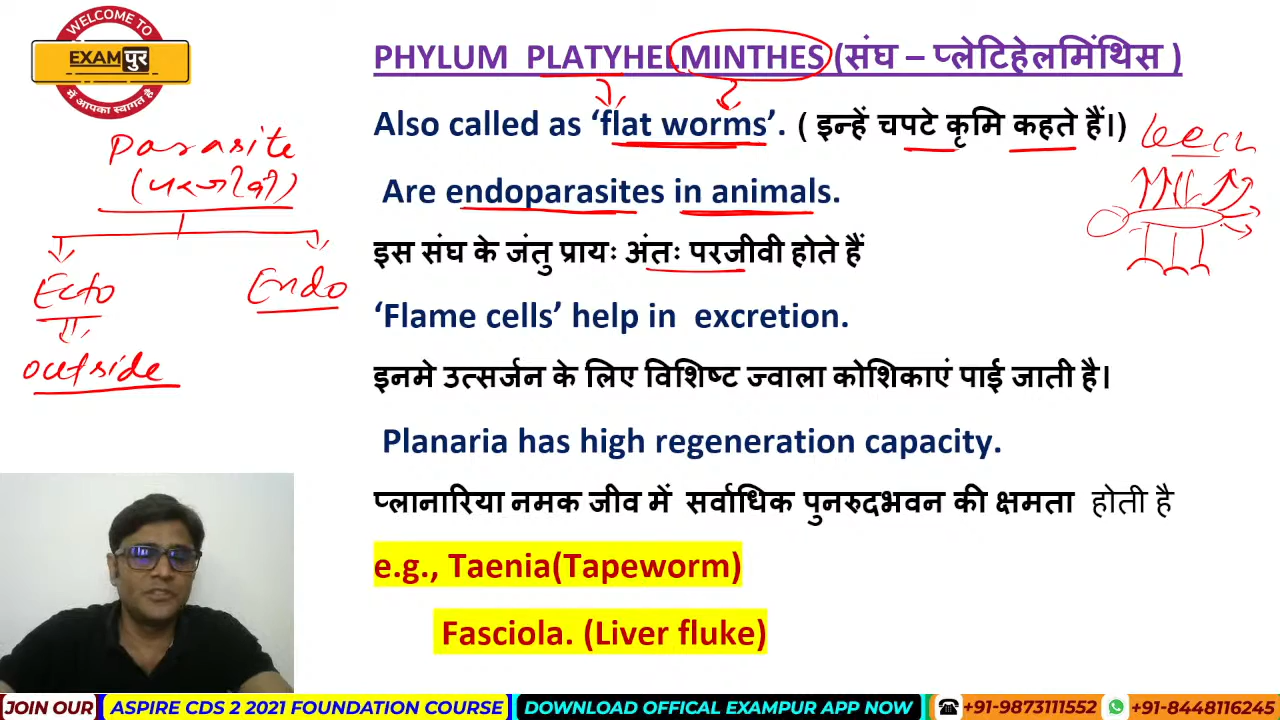 WELCOME TO
EXAMपुर
में आपका स्वागत है
PHYLUM PLATYHELMINTHES (संघ – प्लेटिहेलमिंथिस )
Also called as ‘flat worms’. ( इन्हें चपटे कृमि कहते हैं।)
Are endoparasites in animals.
इस संघ के जंतु प्रायः अंतः परजीवी होते हैं
‘Flame cells’ help in excretion.
इनमे उत्सर्जन के लिए विशिष्ट ज्वाला कोशिकाएं पाई जाती है।
Planaria has high regeneration capacity.
प्लानारिया नमक जीव में सर्वाधिक पुनरुदभवन की क्षमता होती है
e.g., Taenia(Tapeworm)
Fasciola. (Liver fluke)
Parasite
(परजीवी)
Ecto
Endo
outside
leech
JOIN OUR ASPIRE CDS 2 2021 FOUNDATION COURSE DOWNLOAD OFFICAL EXAMPUR APP NOW +91-9873111552 +91-8448116245